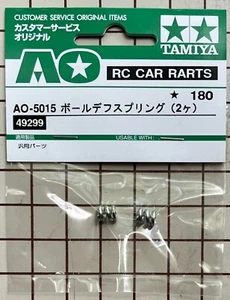 CUSTOMER SERVICE ORIGINAL ITEMS
カスタマーサービス
オリジナル
TAMIYA
AO RC CAR RARTS
★ 180
AO-5015 ボールデフスプリング (2ヶ)
49299
適用製品 USABLE WITH
汎用パーツ